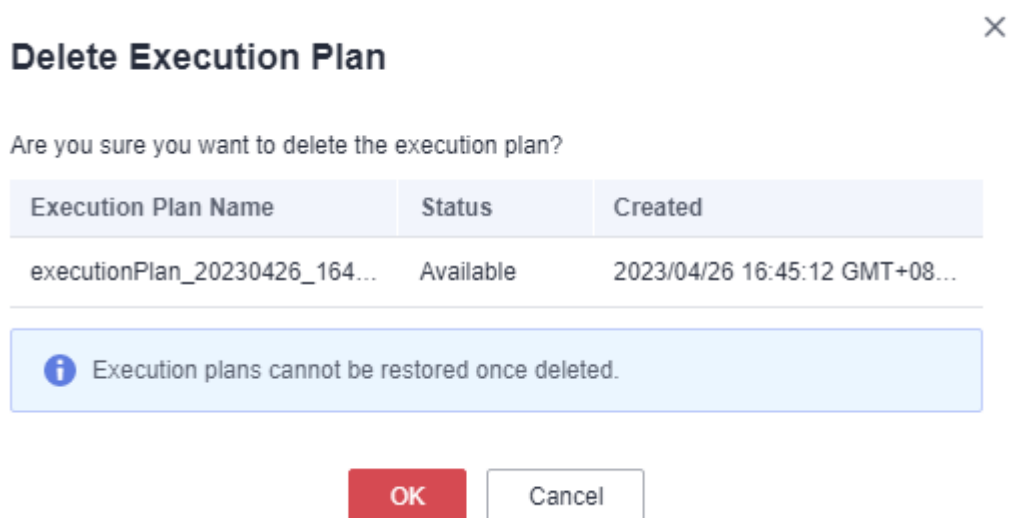 Delete Execution Plan
Are you sure you want to delete the execution plan?
Execution Plan Name Status Created
executionPlan_20230426_164... Available 2023/04/26 16:45:12 GMT+08...
Execution plans cannot be restored once deleted.
OK Cancel